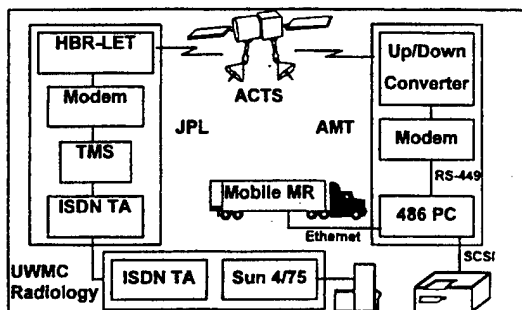 HBR-LET
Modem
TMS
ISDN TA
JPL
ACTS
AMT
Up/Down
Converter
Modem
RS-449
486 PC
Mobile MR
Ethernet
SCSI
UWMC
Radiology
ISDN TA
Sun 4/75